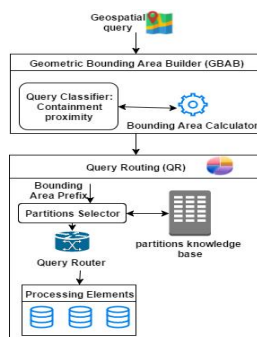 Geospatial
query
Geometric Bounding Area Builder (GBAB)
Query Classifier:
Containment
proximity
Bounding Area Calculator
Query Routing (QR)
Bounding
Area Prefix
Partitions Selector
partitions knowledge
base
Query Router
Processing Elements